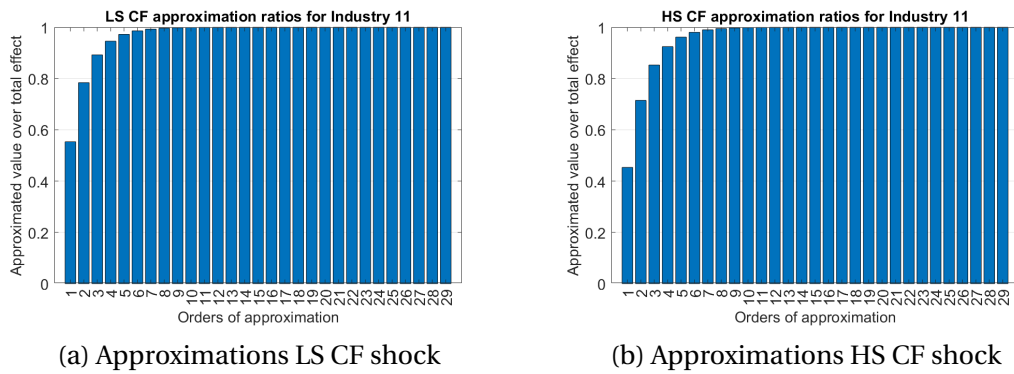 LS CF approximation ratios for Industry 11
Approximated value over total effect
1
0.8
0.6
0.4
0.2
0
1 2 3 4 5 6 7 8 9 10 11 12 13 14 15 16 17 18 19 20 21 22 23 24 25 26 27 28 29
Orders of approximation
(a) Approximations LS CF shock
HS CF approximation ratios for Industry 11
Approximated value over total effect
1
0.8
0.6
0.4
0.2
0
1 2 3 4 5 6 7 8 9 10 11 12 13 14 15 16 17 18 19 20 21 22 23 24 25 26 27 28 29
Orders of approximation
(b) Approximations HS CF shock